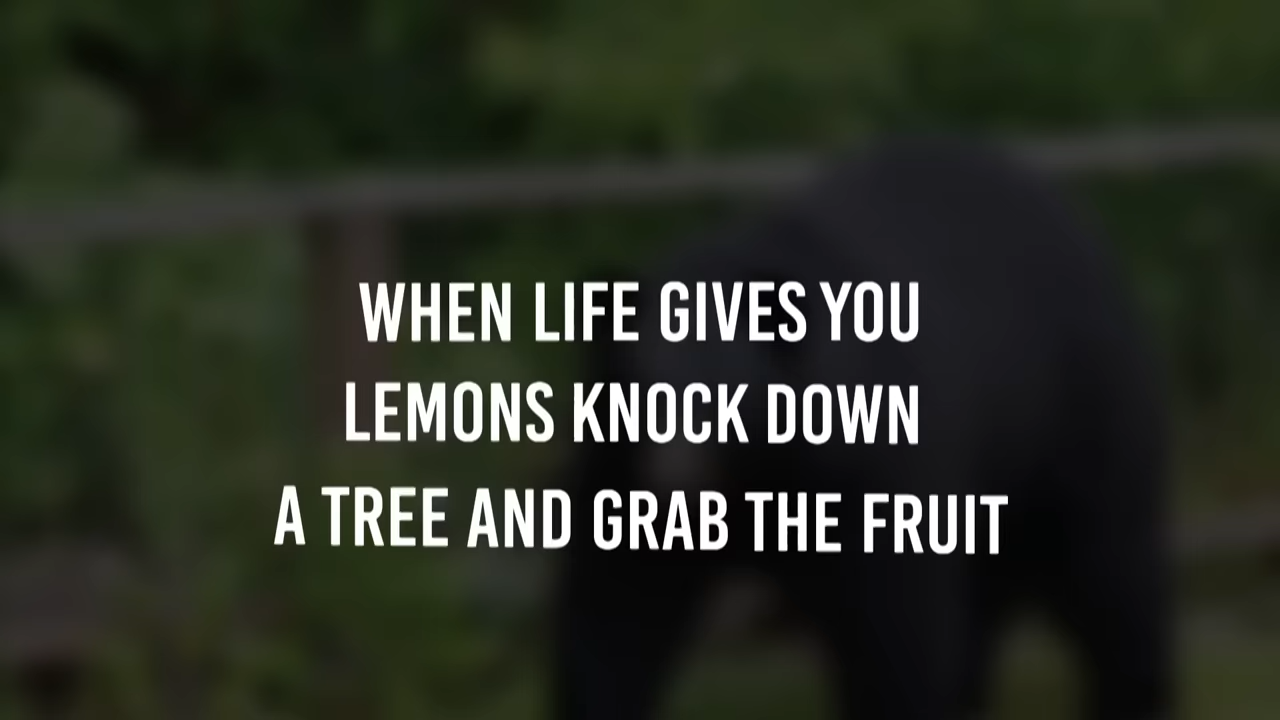 WHEN LIFE GIVES YOU
LEMONS KNOCK DOWN
A TREE AND GRAB THE FRUIT